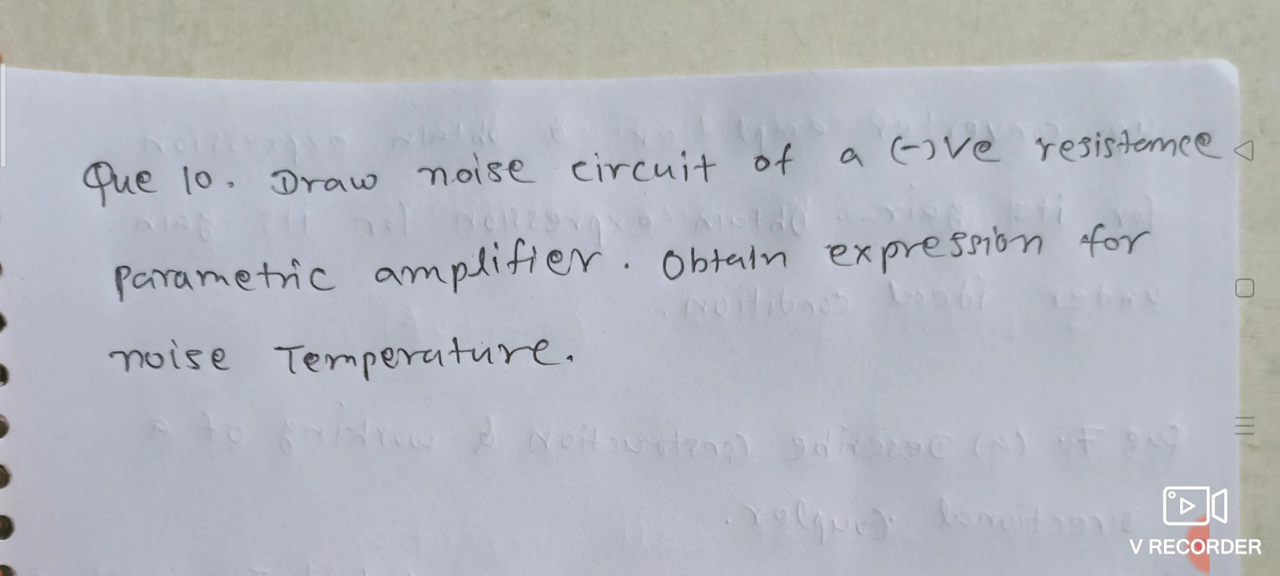 Que 10. Draw noise circuit of a (-)ve resistance
parametric amplifier. Obtain expression for
noise Temperature.
V RECORDER